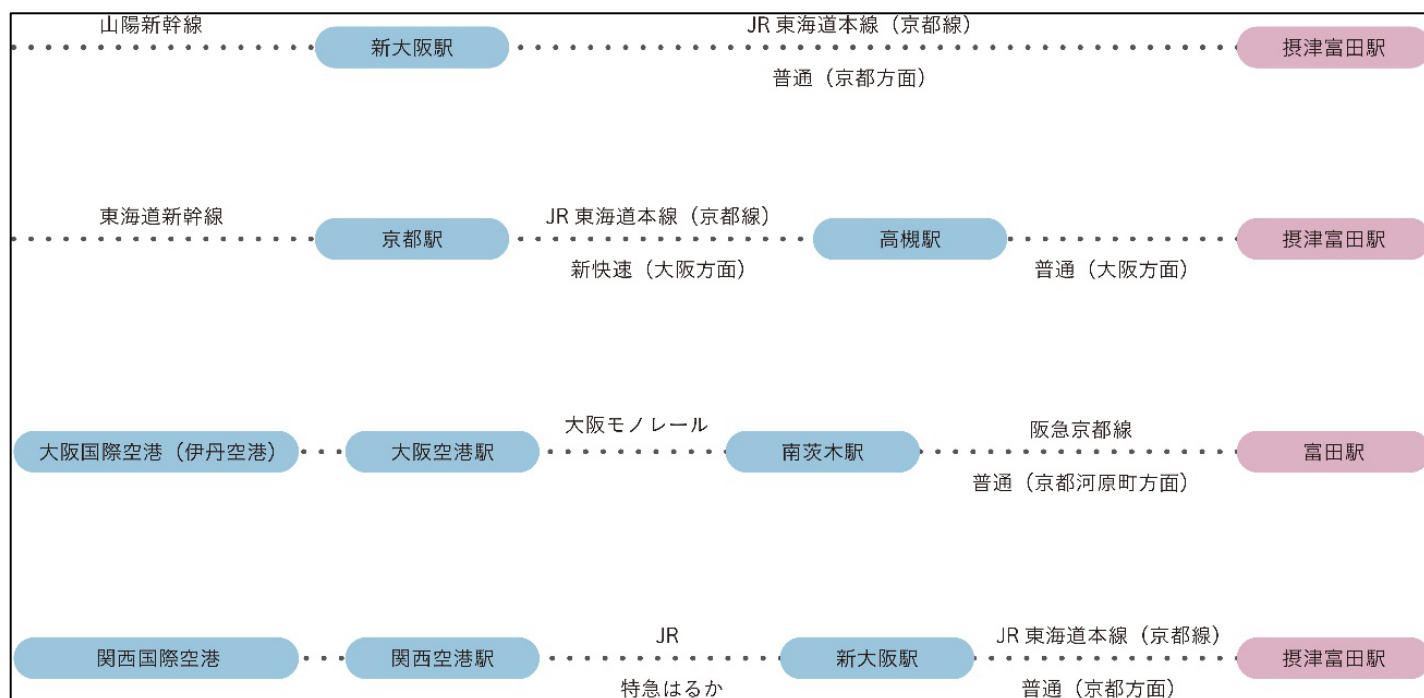 山陽新幹線
新大阪駅
JR 東海道本線（京都線）
普通（京都方面）
摂津富田駅
東海道新幹線
京都駅
JR 東海道本線（京都線）
新快速（大阪方面）
高槻駅
普通（大阪方面）
摂津富田駅
大阪国際空港（伊丹空港）
大阪空港駅
大阪モノレール
南茨木駅
阪急京都線
普通（京都河原町方面）
富田駅
関西国際空港
関西空港駅
JR
特急はるか
新大阪駅
JR 東海道本線（京都線）
普通（京都方面）
摂津富田駅